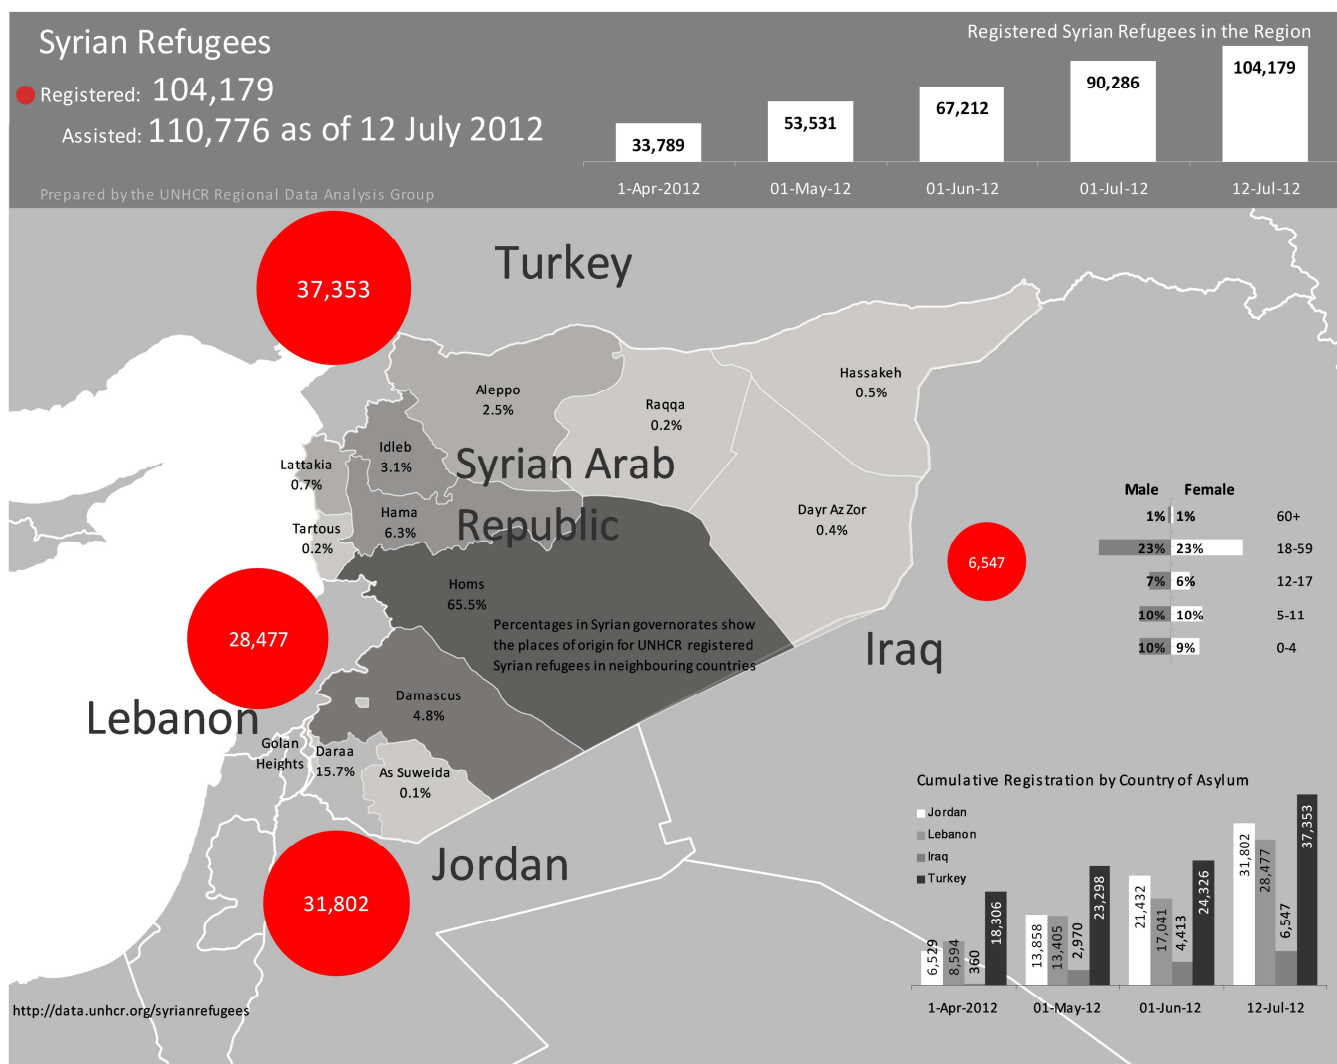 Syrian Refugees
Registered: 104,179
Assisted: 110,776 as of 12 July 2012
Prepared by the UNHCR Regional Data Analysis Group
Registered Syrian Refugees in the Region
33,789
53,531
67,212
90,286
104,179
1-Apr-2012
01-May-12
01-Jun-12
01-Jul-12
12-Jul-12
37,353
Turkey
Aleppo
2.5%
Raqqa
0.2%
Hassakeh
0.5%
Idleb
3.1%
Lattakia
0.7%
Syrian Arab
Republic
Hama
6.3%
Tartous
0.2%
Dayr Az Zor
0.4%
Homs
65.5%
Percentages in Syrian governorates show
the places of origin for UNHCR registered
Syrian refugees in neighbouring countries
6,547
Iraq
28,477
Lebanon
Damascus
4.8%
Golan
Heights
Daraa
15.7%
As Suweida
0.1%
Jordan
31,802
Male Female
1% 1% 60+
23% 23% 18-59
7% 6% 12-17
10% 10% 5-11
10% 9% 0-4
Cumulative Registration by Country of Asylum
Jordan
Lebanon
Iraq
Turkey
6,529
8,594
360
18,306
13,858
13,405
2,970
23,298
21,432
17,041
4,413
24,326
31,802
28,477
6,547
37,353
1-Apr-2012
01-May-12
01-Jun-12
12-Jul-12
http://data.unhcr.org/syrianrefugees